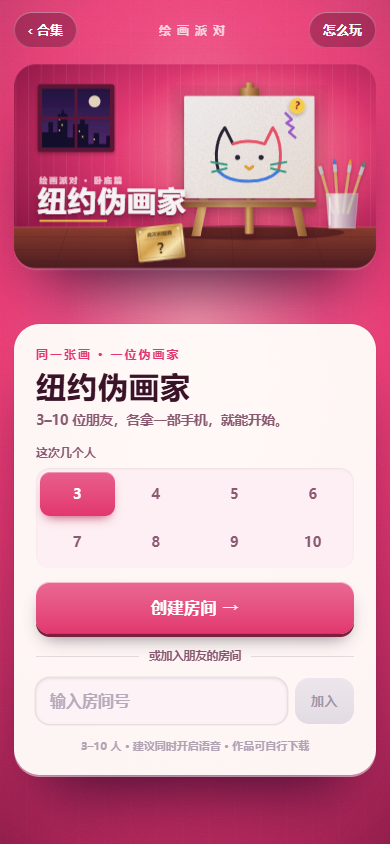 ‹ 合集
绘画派对
怎么玩
?
绘画派对 · 卧底篇
纽约伪画家
?
同一张画 · 一位伪画家
纽约伪画家
3–10 位朋友，各拿一部手机，就能开始。
这次几个人
3 4 5 6
7 8 9 10
创建房间 →
或加入朋友的房间
输入房间号 加入
3–10 人 · 建议同时开启语音 · 作品可自行下载